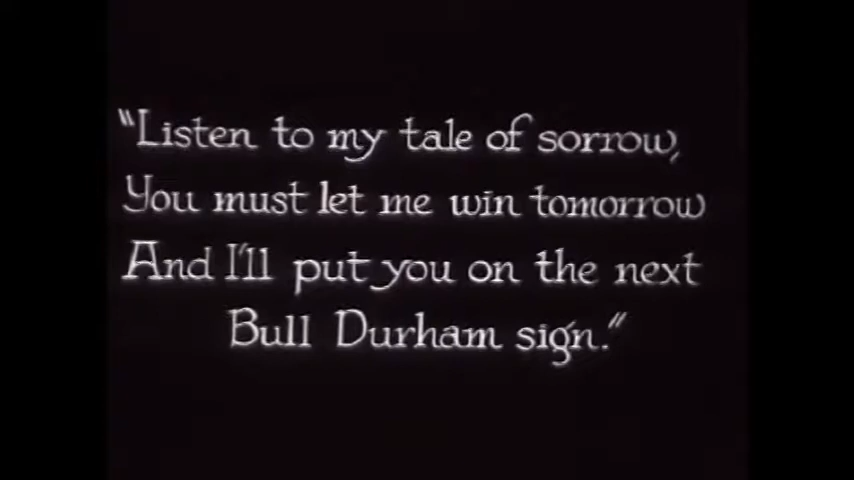 “Listen to my tale of sorrow,
You must let me win tomorrow
And I'll put you on the next
Bull Durham sign.”